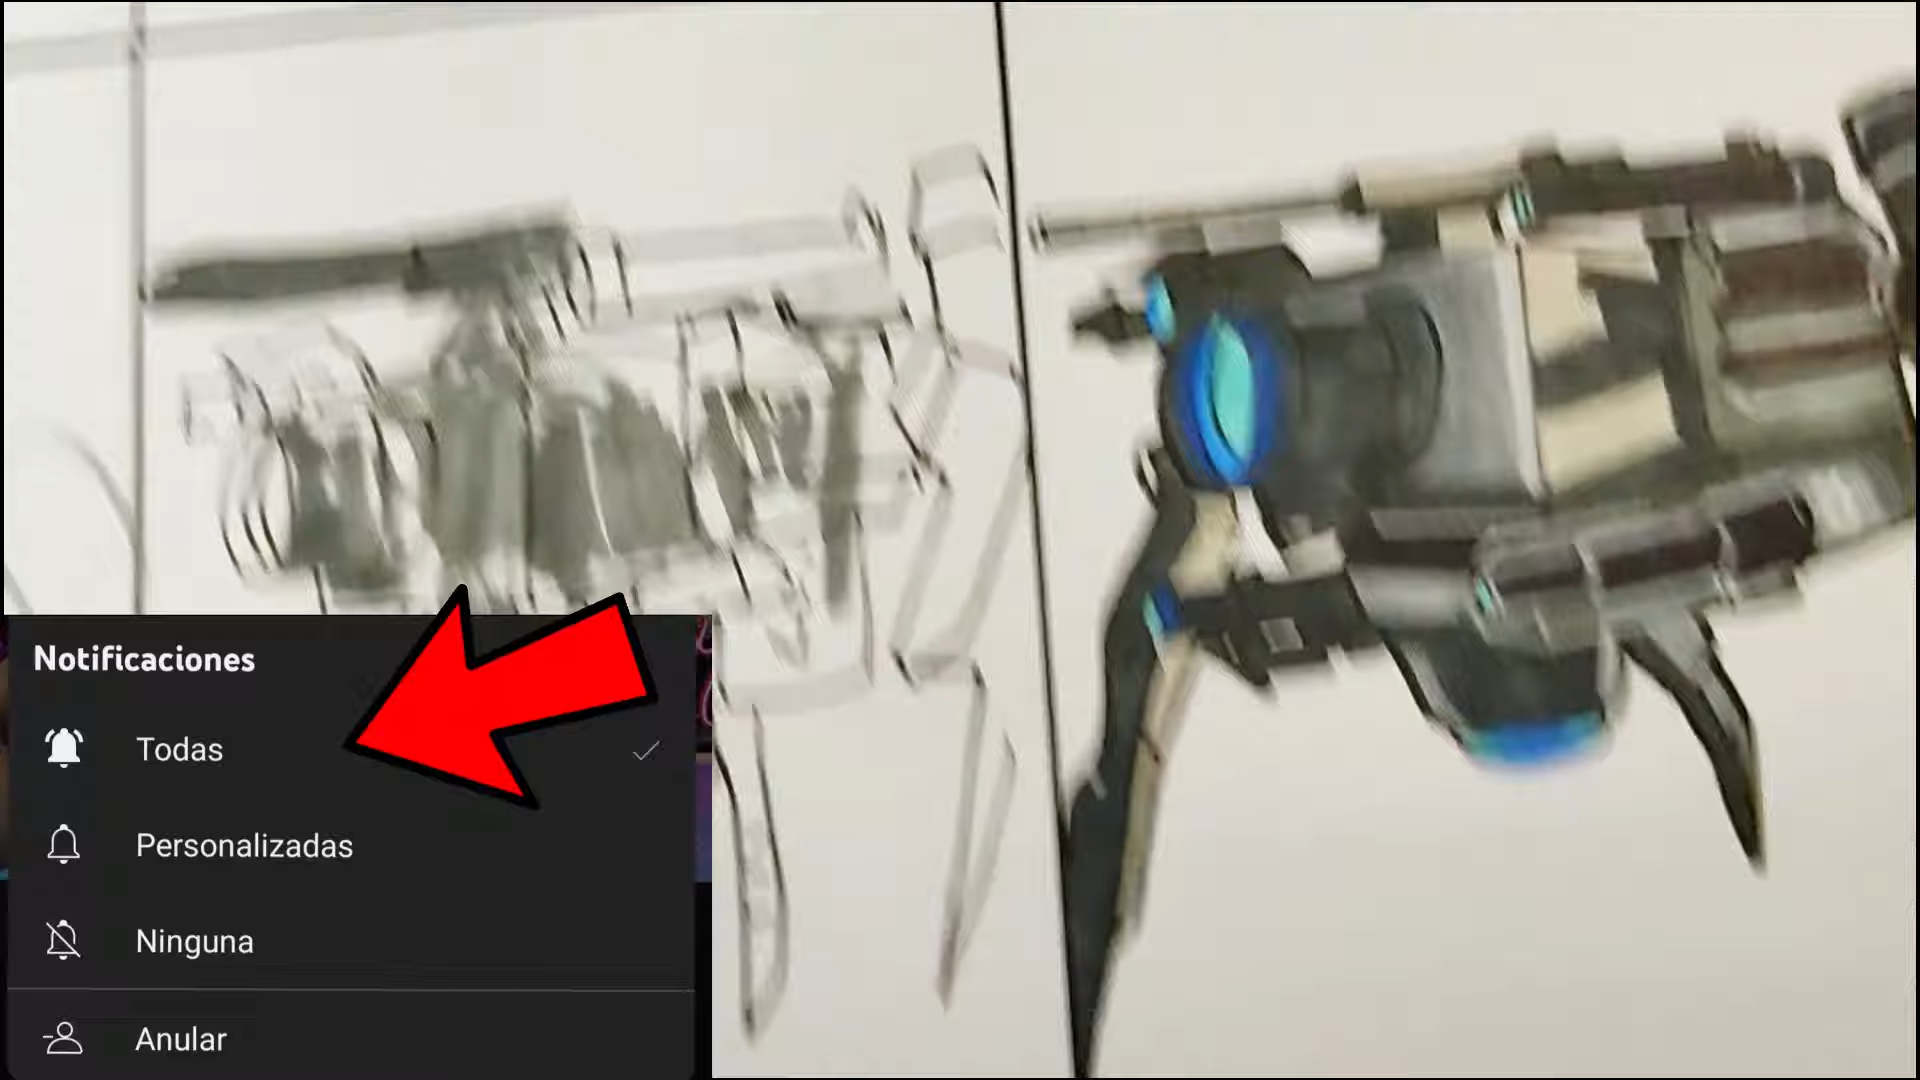 Notificaciones
Todas
Personalizadas
Ninguna
Anular